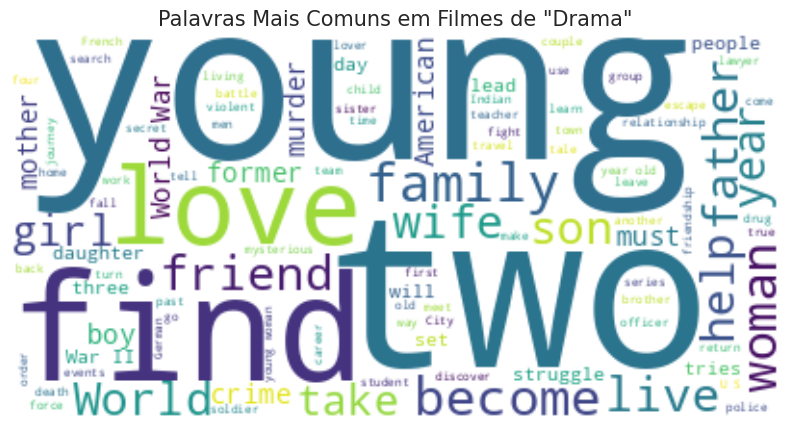 Palavras Mais Comuns em Filmes de "Drama"
young
two
find
love
family
father
year
woman
help
son
wife
friend
girl
become
live
take
World
crime
boy
must
mother
World War
murder
American
people
day
lead
former
daughter
three
War II
will
set
struggle
tries
French
search
four
journey
home
work
fall
secret
living
battle
violent
men
lover
child
sister
time
tell
team
mysterious
Indian
teacher
fight
travel
couple
use
group
learn
town
tale
escape
lawyer
come
relationship
year old
leave
another
make
friendship
drug
true
back
turn
past
go
German
young woman
career
events
order
death
force
soldier
student
discover
first
old
meet
way
City
series
brother
officer
return
u s
police